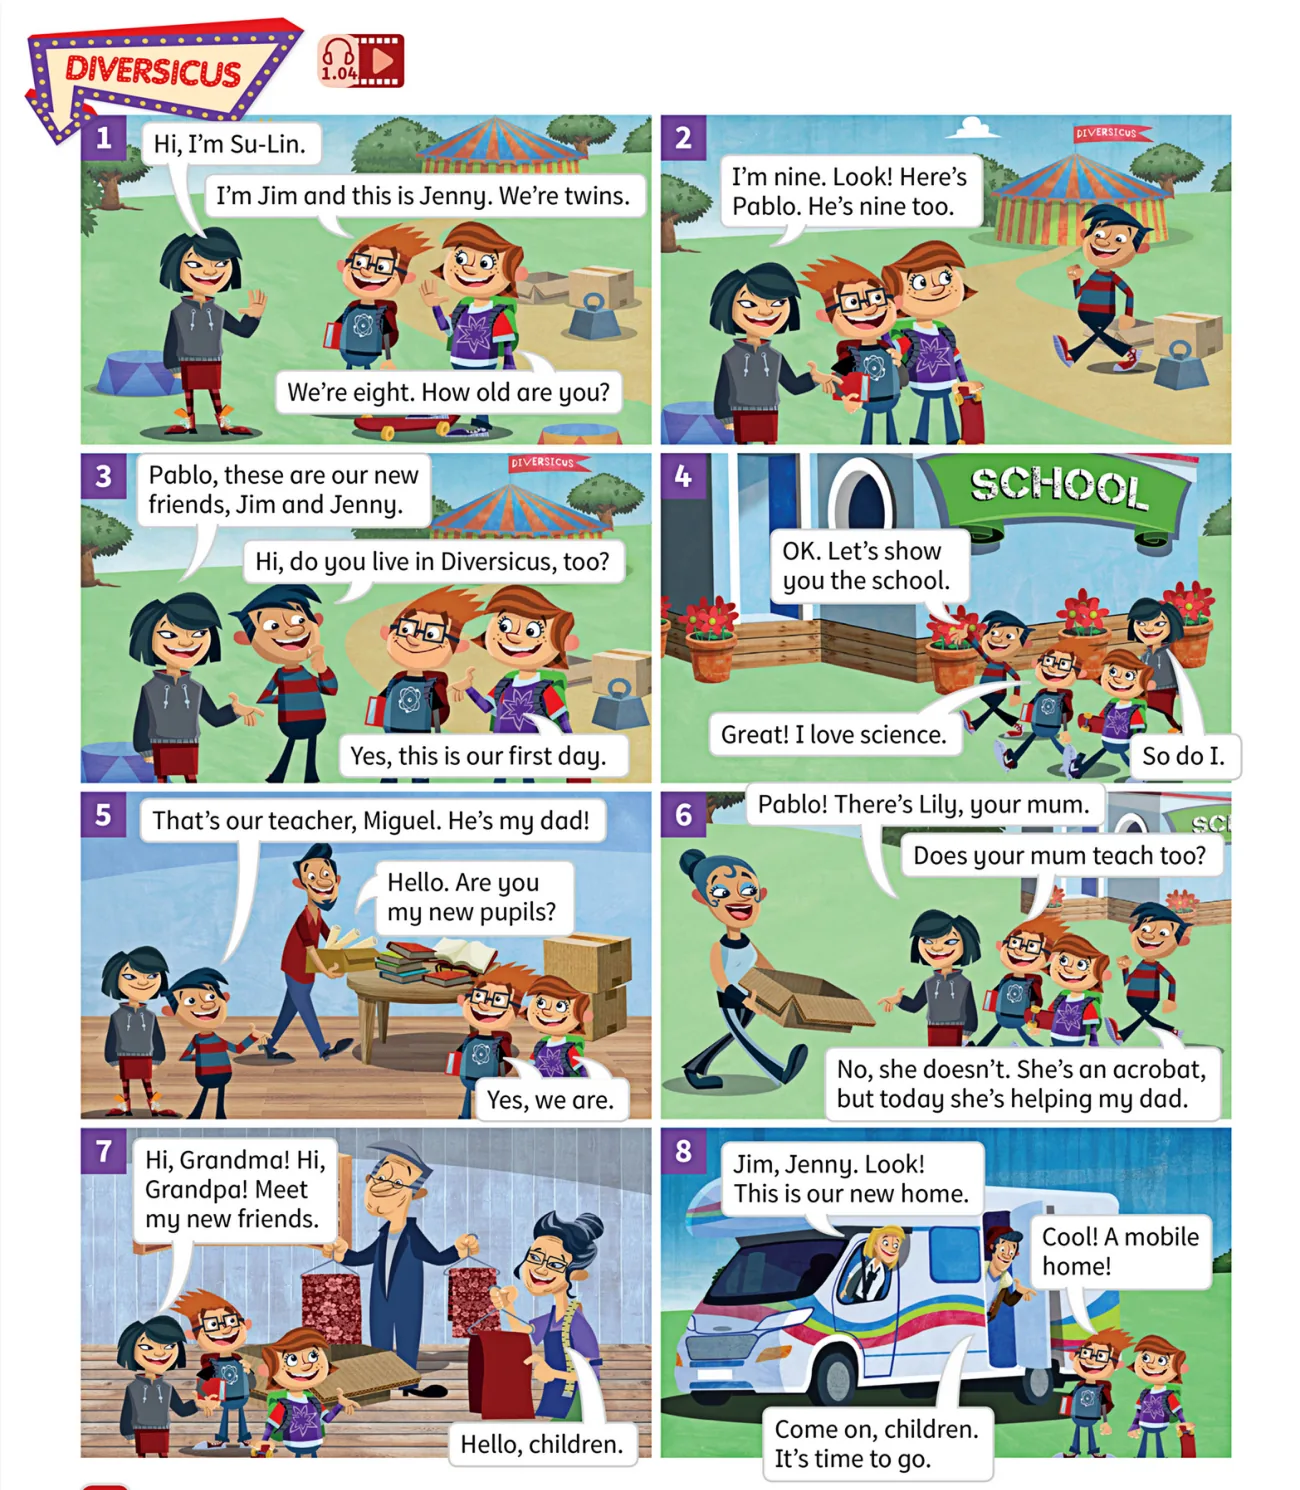 DIVERSICUS
1.04
1
Hi, I'm Su-Lin.
I'm Jim and this is Jenny. We're twins.
We're eight. How old are you?
2
DIVERSICUS
I'm nine. Look! Here's
Pablo. He's nine too.
3
DIVERSICUS
Pablo, these are our new
friends, Jim and Jenny.
Hi, do you live in Diversicus, too?
Yes, this is our first day.
4
SCHOOL
OK. Let's show
you the school.
Great! I love science.
So do I.
5
That's our teacher, Miguel. He's my dad!
Hello. Are you
my new pupils?
Yes, we are.
6
Pablo! There's Lily, your mum.
SC
Does your mum teach too?
No, she doesn't. She's an acrobat,
but today she's helping my dad.
7
Hi, Grandma! Hi,
Grandpa! Meet
my new friends.
Hello, children.
8
Jim, Jenny. Look!
This is our new home.
Cool! A mobile
home!
Come on, children.
It's time to go.